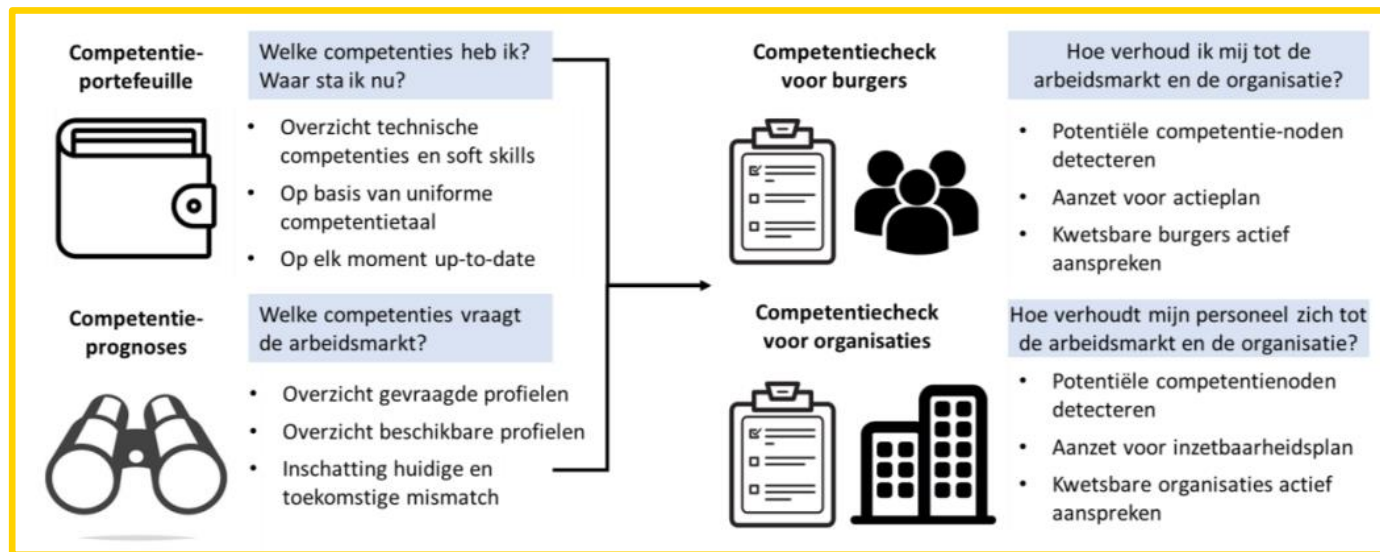 Competentie-
portefeuille
Welke competenties heb ik?
Waar sta ik nu?
• Overzicht technische
competenties en soft skills
• Op basis van uniforme
competentietaal
• Op elk moment up-to-date
Competentie-
prognoses
Welke competenties vraagt
de arbeidsmarkt?
• Overzicht gevraagde profielen
• Overzicht beschikbare profielen
• Inschatting huidige en
toekomstige mismatch
Competentiecheck
voor burgers
Hoe verhoud ik mij tot de
arbeidsmarkt en de organisatie?
• Potentiële competentie-noden
detecteren
• Aanzet voor actieplan
• Kwetsbare burgers actief
aanspreken
Competentiecheck
voor organisaties
Hoe verhoudt mijn personeel zich tot
de arbeidsmarkt en de organisatie?
• Potentiële competentienoden
detecteren
• Aanzet voor inzetbaarheidsplan
• Kwetsbare organisaties actief
aanspreken